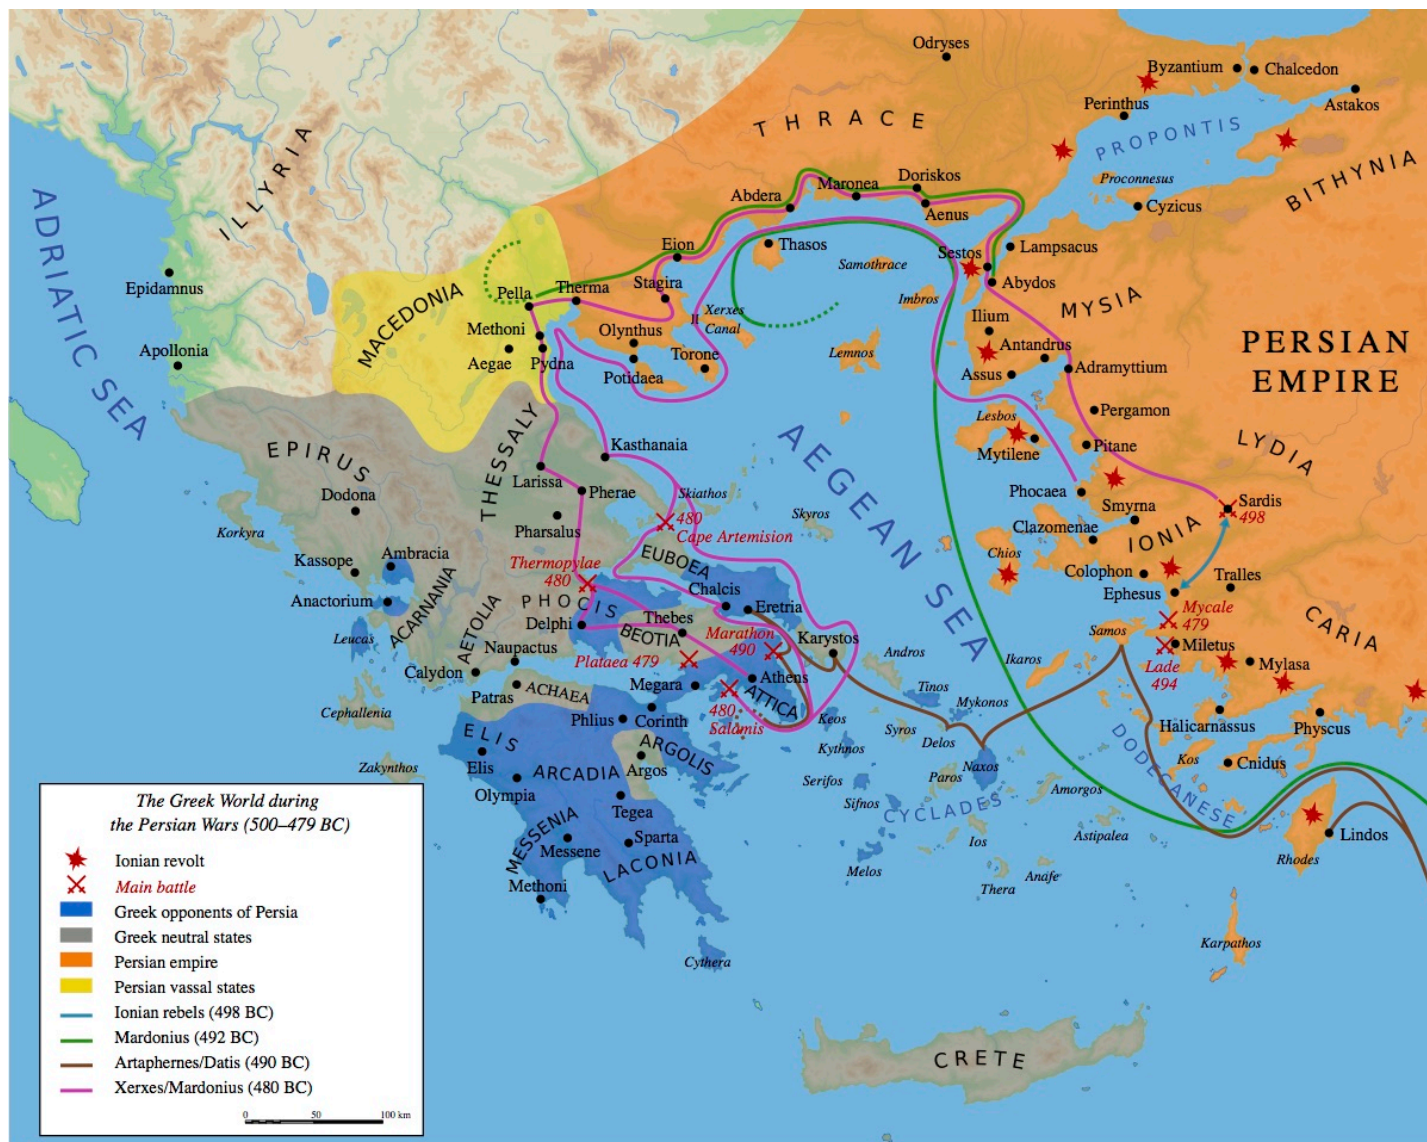 Odryses
Byzantium
Chalcedon
Perinthus
Astakos
THRACE
PROPONTIS
BITHYNIA
Proconnesus
Cyzicus
ILLYRIA
ADRIATIC SEA
Doriskos
Maronea
Abdera
Aenus
Lampsacus
Sestos
Abydos
Thasos
Samothrace
Imbros
Eion
Epidamnus
MACEDONIA
Pella
Therma
Stagira
Xerxes
Canal
MYSIA
Ilium
Methoni
Olynthus
Antandrus
PERSIAN
EMPIRE
Apollonia
Aegae
Pydna
Torone
Potidaea
Lemnos
Assus
Adramyttium
Lesbos
Pergamon
Mytilene
Pitane
LYDIA
AEGEAN SEA
EPIRUS
THESSALY
Kasthanaia
Dodona
Larissa
Pherae
Skiathos
Phocaea
Sardis
498
Smyrna
Korkyra
Pharsalus
480
Cape Artemision
Skyros
Clazomenae
IONIA
Chios
Kassope
Ambracia
Thermopylae
480
EUBOEA
Colophon
Tralles
Ephesus
Anactorium
ACARNANIA
AETOLIA
PHOCIS
Chalcis
Eretria
Mycale
479
Leucas
Delphi
Thebes
BEOTIA
Marathon
490
Karystos
Samos
Miletus
Lade
494
CARIA
Naupactus
Plataea 479
Andros
Ikaros
Mylasa
Calydon
Patras
ACHAEA
Megara
Athens
ATTICA
Tinos
Mykonos
Cephallenia
Phlius
Corinth
480
Salamis
Keos
Syros
Delos
Halicarnassus
Physcus
ELIS
Elis
ARGOLIS
Argos
Kythnos
DODECANESE
Kos
Cnidus
Zakynthos
ARCADIA
Olympia
Serifos
Paros
Naxos
Tegea
Sifnos
CYCLADES
Amorgos
Astipalea
Lindos
Rhodes
MESSENIA
Messene
Sparta
LACONIA
Ios
Melos
Anafe
Thera
Methoni
Karpathos
Cythera
CRETE
The Greek World during
the Persian Wars (500–479 BC)
Ionian revolt
Main battle
Greek opponents of Persia
Greek neutral states
Persian empire
Persian vassal states
Ionian rebels (498 BC)
Mardonius (492 BC)
Artaphernes/Datis (490 BC)
Xerxes/Mardonius (480 BC)
0 50 100 km